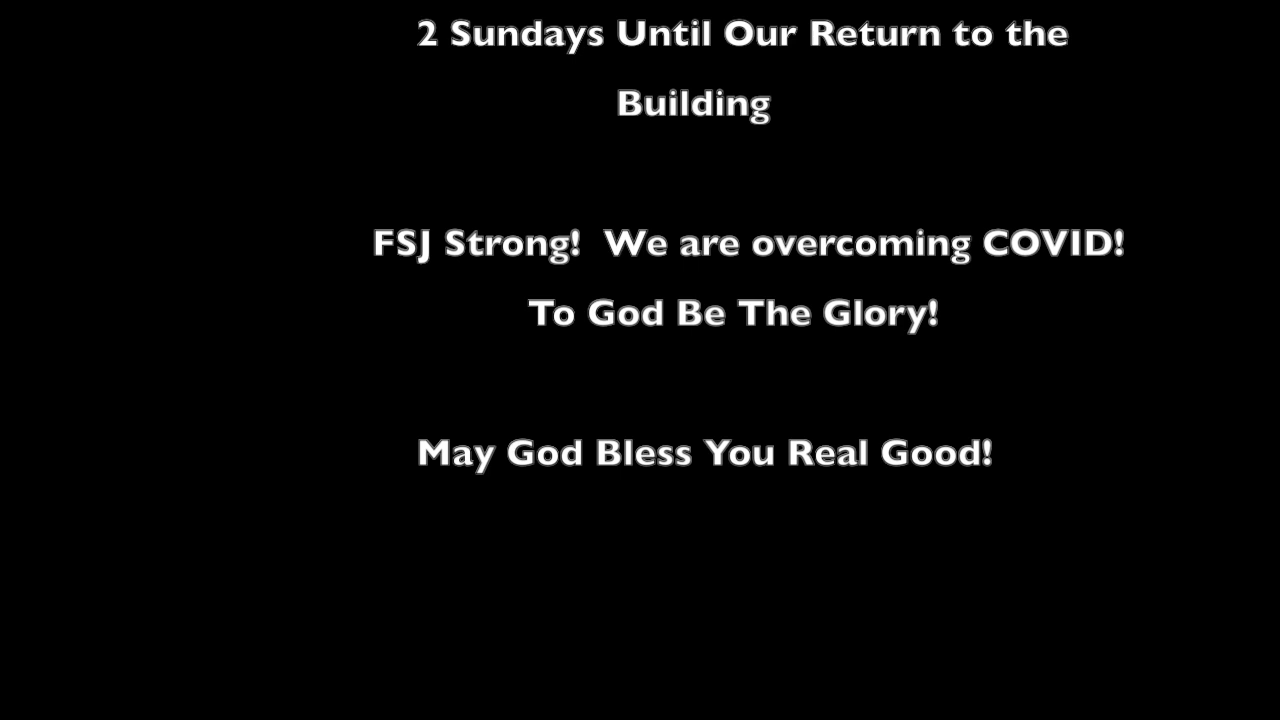 2 Sundays Until Our Return to the
Building
FSJ Strong!  We are overcoming COVID!
To God Be The Glory!
May God Bless You Real Good!